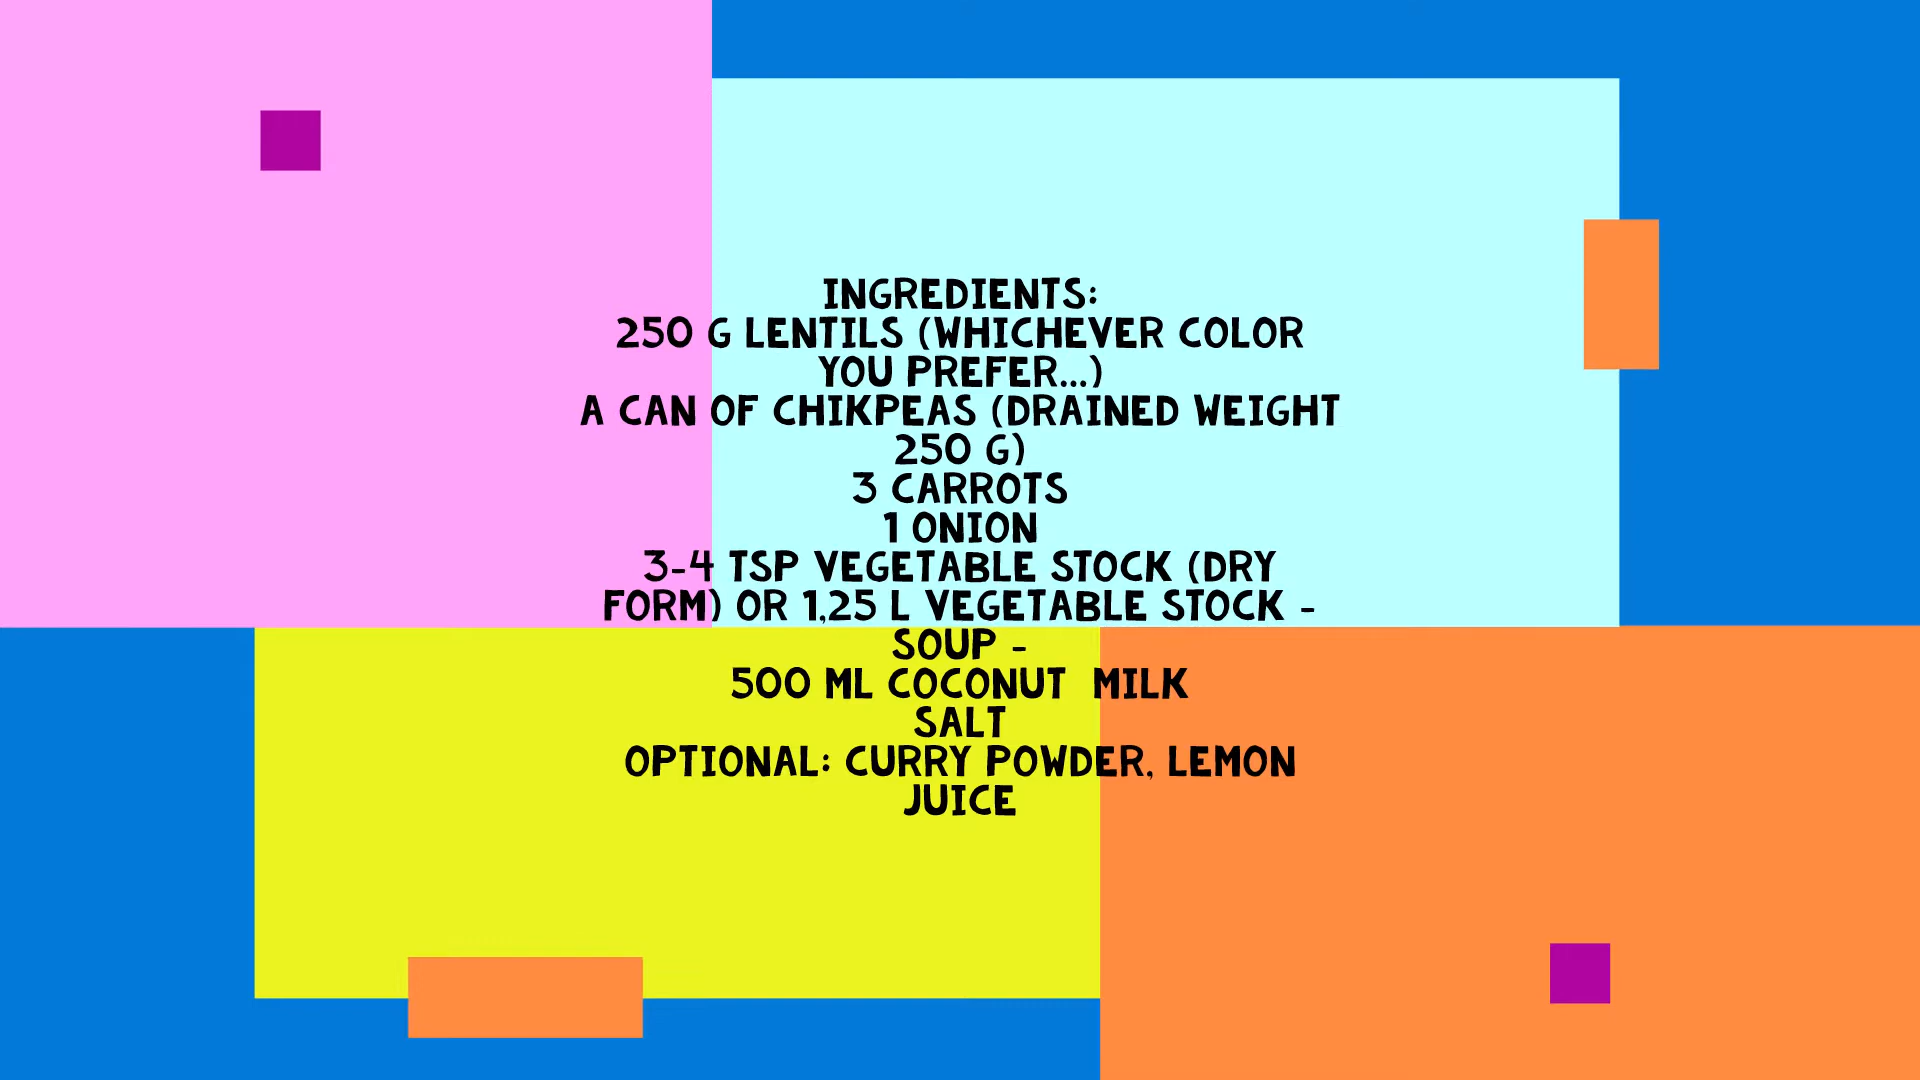 INGREDIENTS:
250 G LENTILS (WHICHEVER COLOR
YOU PREFER...)
A CAN OF CHIKPEAS (DRAINED WEIGHT
250 G)
3 CARROTS
1 ONION
3-4 TSP VEGETABLE STOCK (DRY
FORM) OR 1,25 L VEGETABLE STOCK -
SOUP -
500 ML COCONUT MILK
SALT
OPTIONAL: CURRY POWDER, LEMON
JUICE